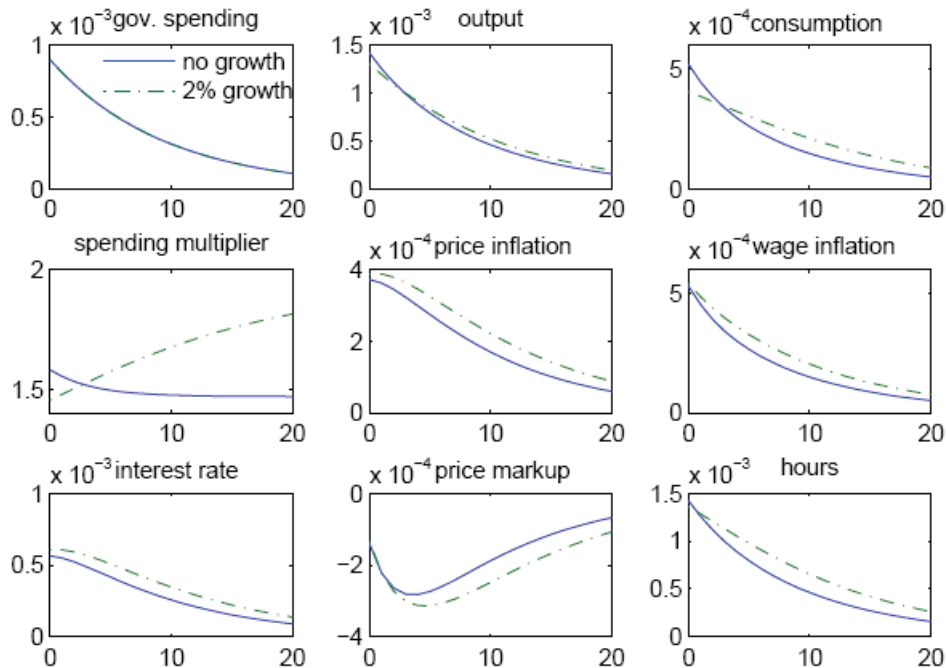 x 10⁻³ gov. spending
1
0.5
0
0 10 20
no growth
2% growth
x 10⁻³ output
1.5
1
0.5
0
0 10 20
x 10⁻⁴ consumption
5
0
0 10 20
spending multiplier
2
1.5
0 10 20
x 10⁻⁴ price inflation
4
2
0
0 10 20
x 10⁻⁴ wage inflation
5
0
0 10 20
x 10⁻³ interest rate
1
0.5
0
0 10 20
x 10⁻⁴ price markup
0
−2
−4
0 10 20
x 10⁻³ hours
1.5
1
0.5
0
0 10 20